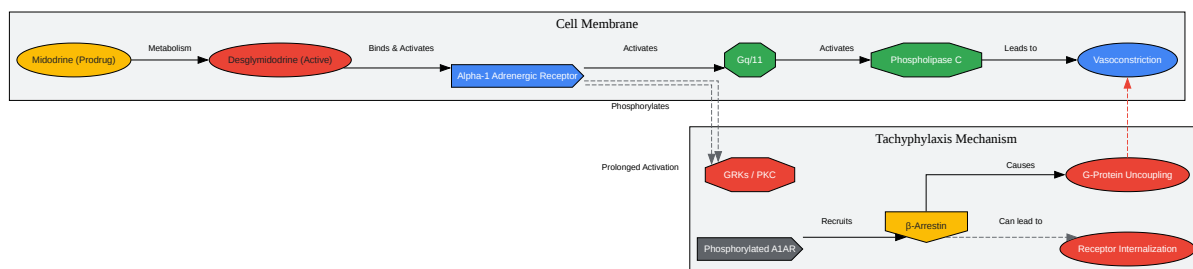 Cell Membrane
Midodrine (Prodrug)
Metabolism
Desglymidodrine (Active)
Binds & Activates
Alpha-1 Adrenergic Receptor
Activates
Gq/11
Activates
Phospholipase C
Leads to
Vasoconstriction
Phosphorylates
Prolonged Activation
Tachyphylaxis Mechanism
GRKs / PKC
Causes
G-Protein Uncoupling
Phosphorylated A1AR
Recruits
β-Arrestin
Can lead to
Receptor Internalization